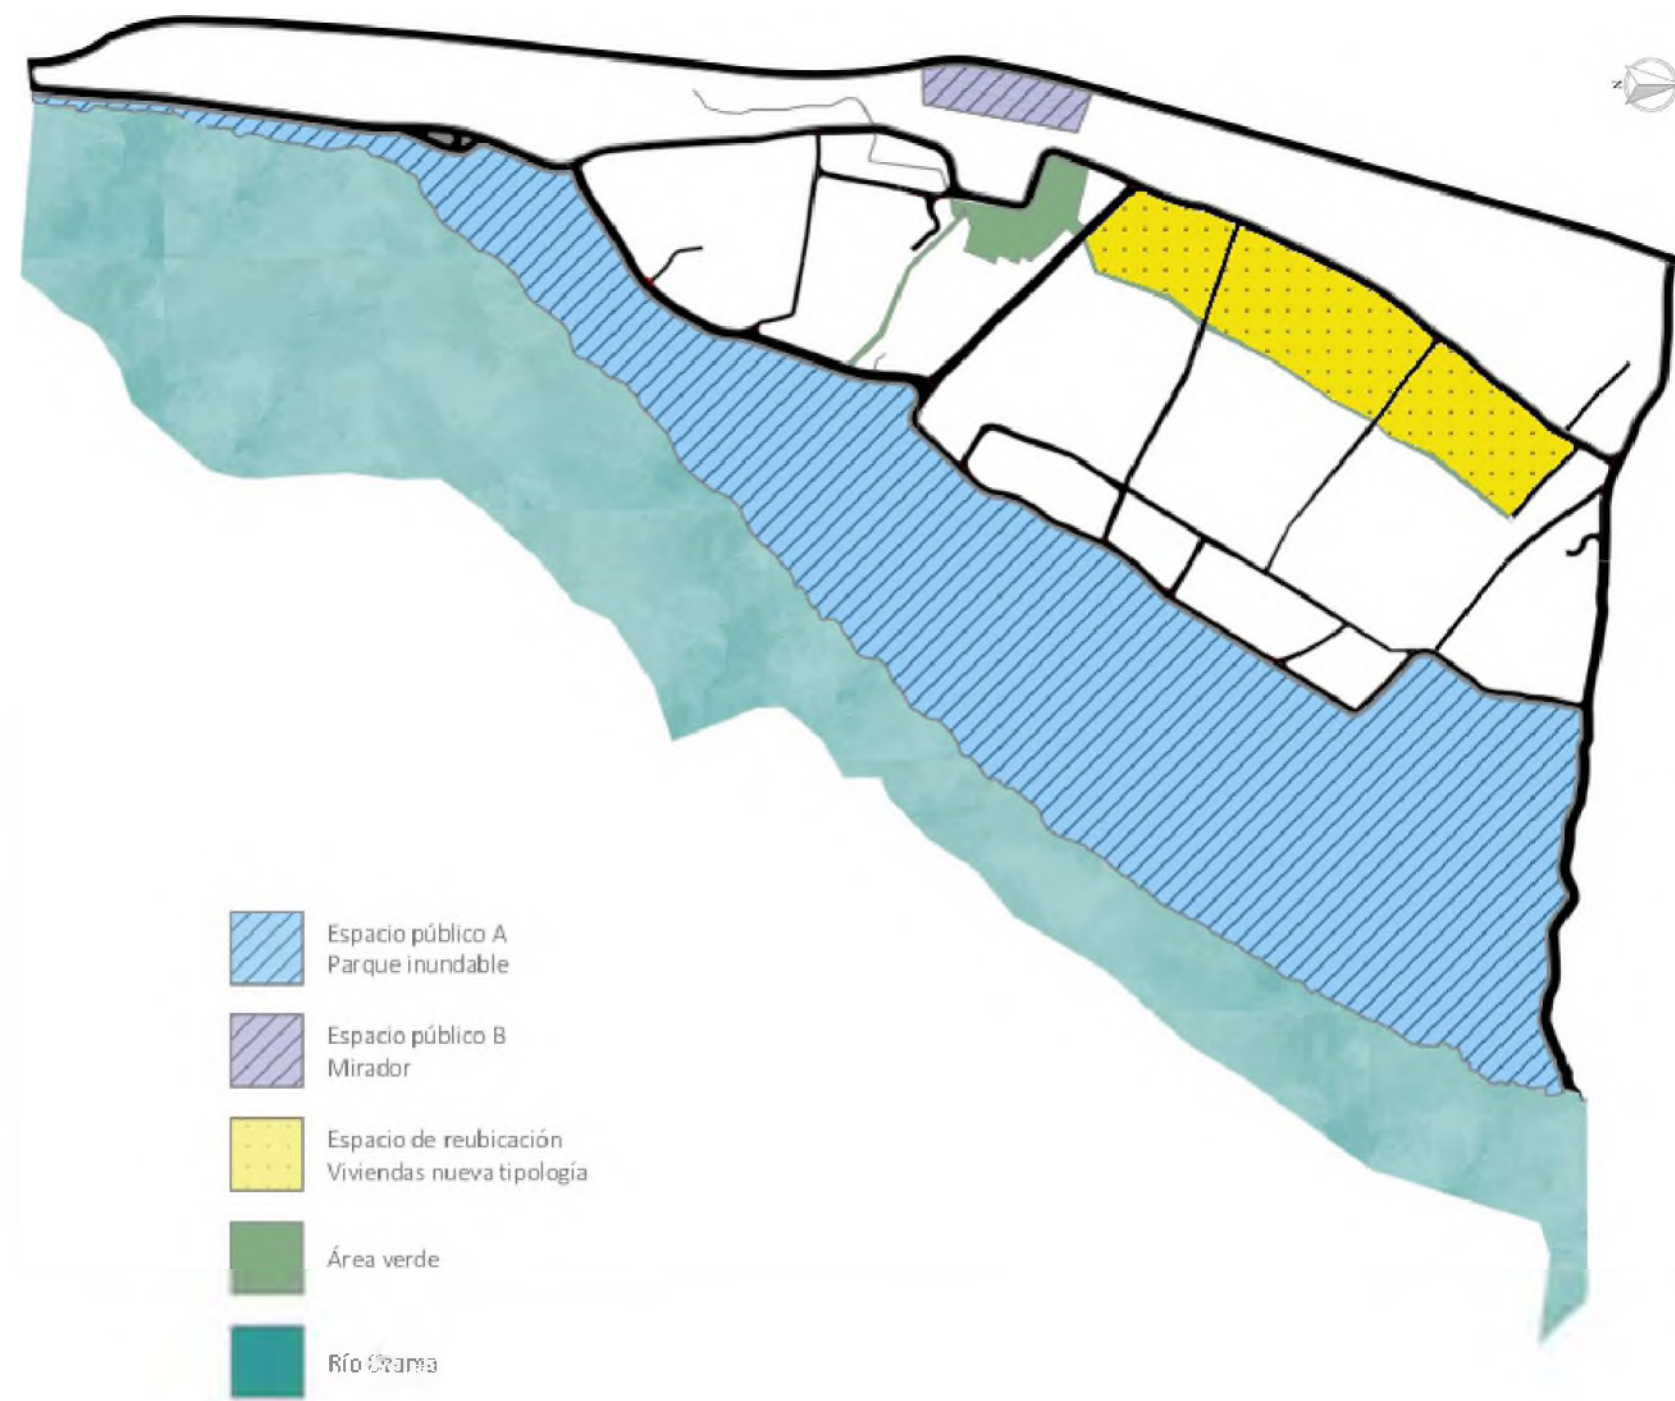 N
Espacio público A
Parque inundable
Espacio público B
Mirador
Espacio de reubicación
Viviendas nueva tipología
Área verde
Río